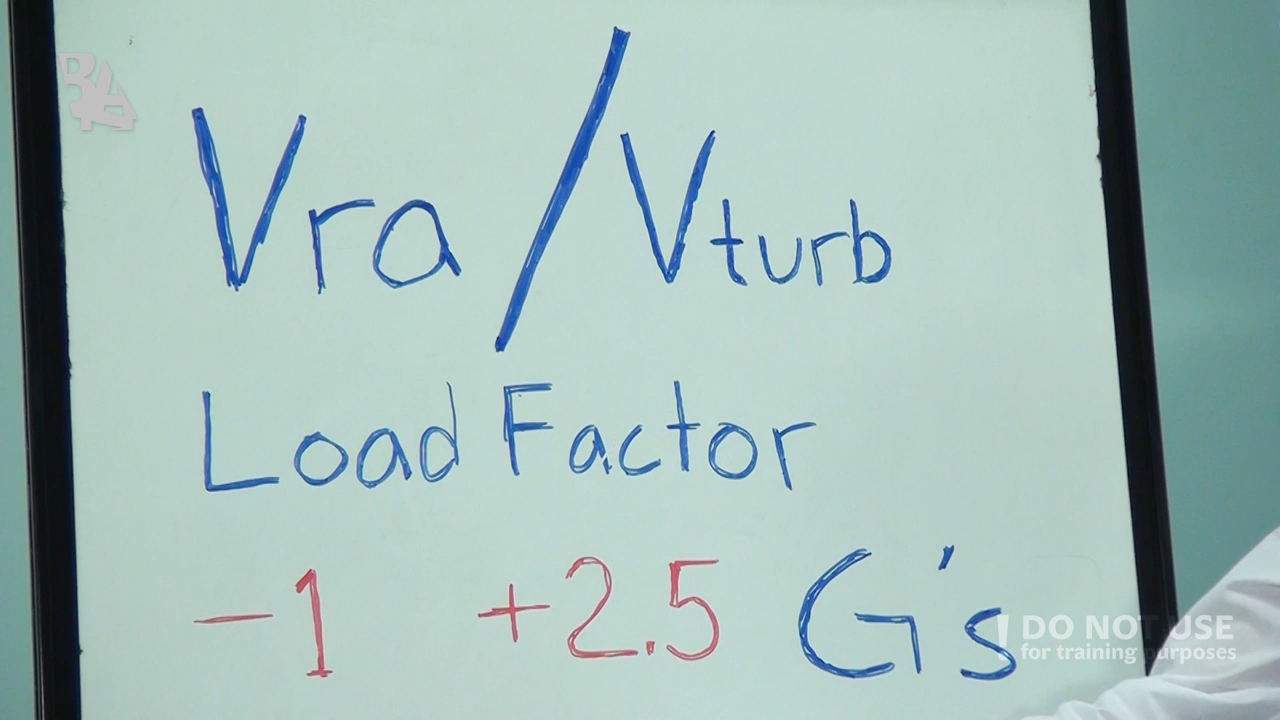 Vra/Vturb
Load Factor
-1 +2.5 G's
! DO NOT USE
for training purposes